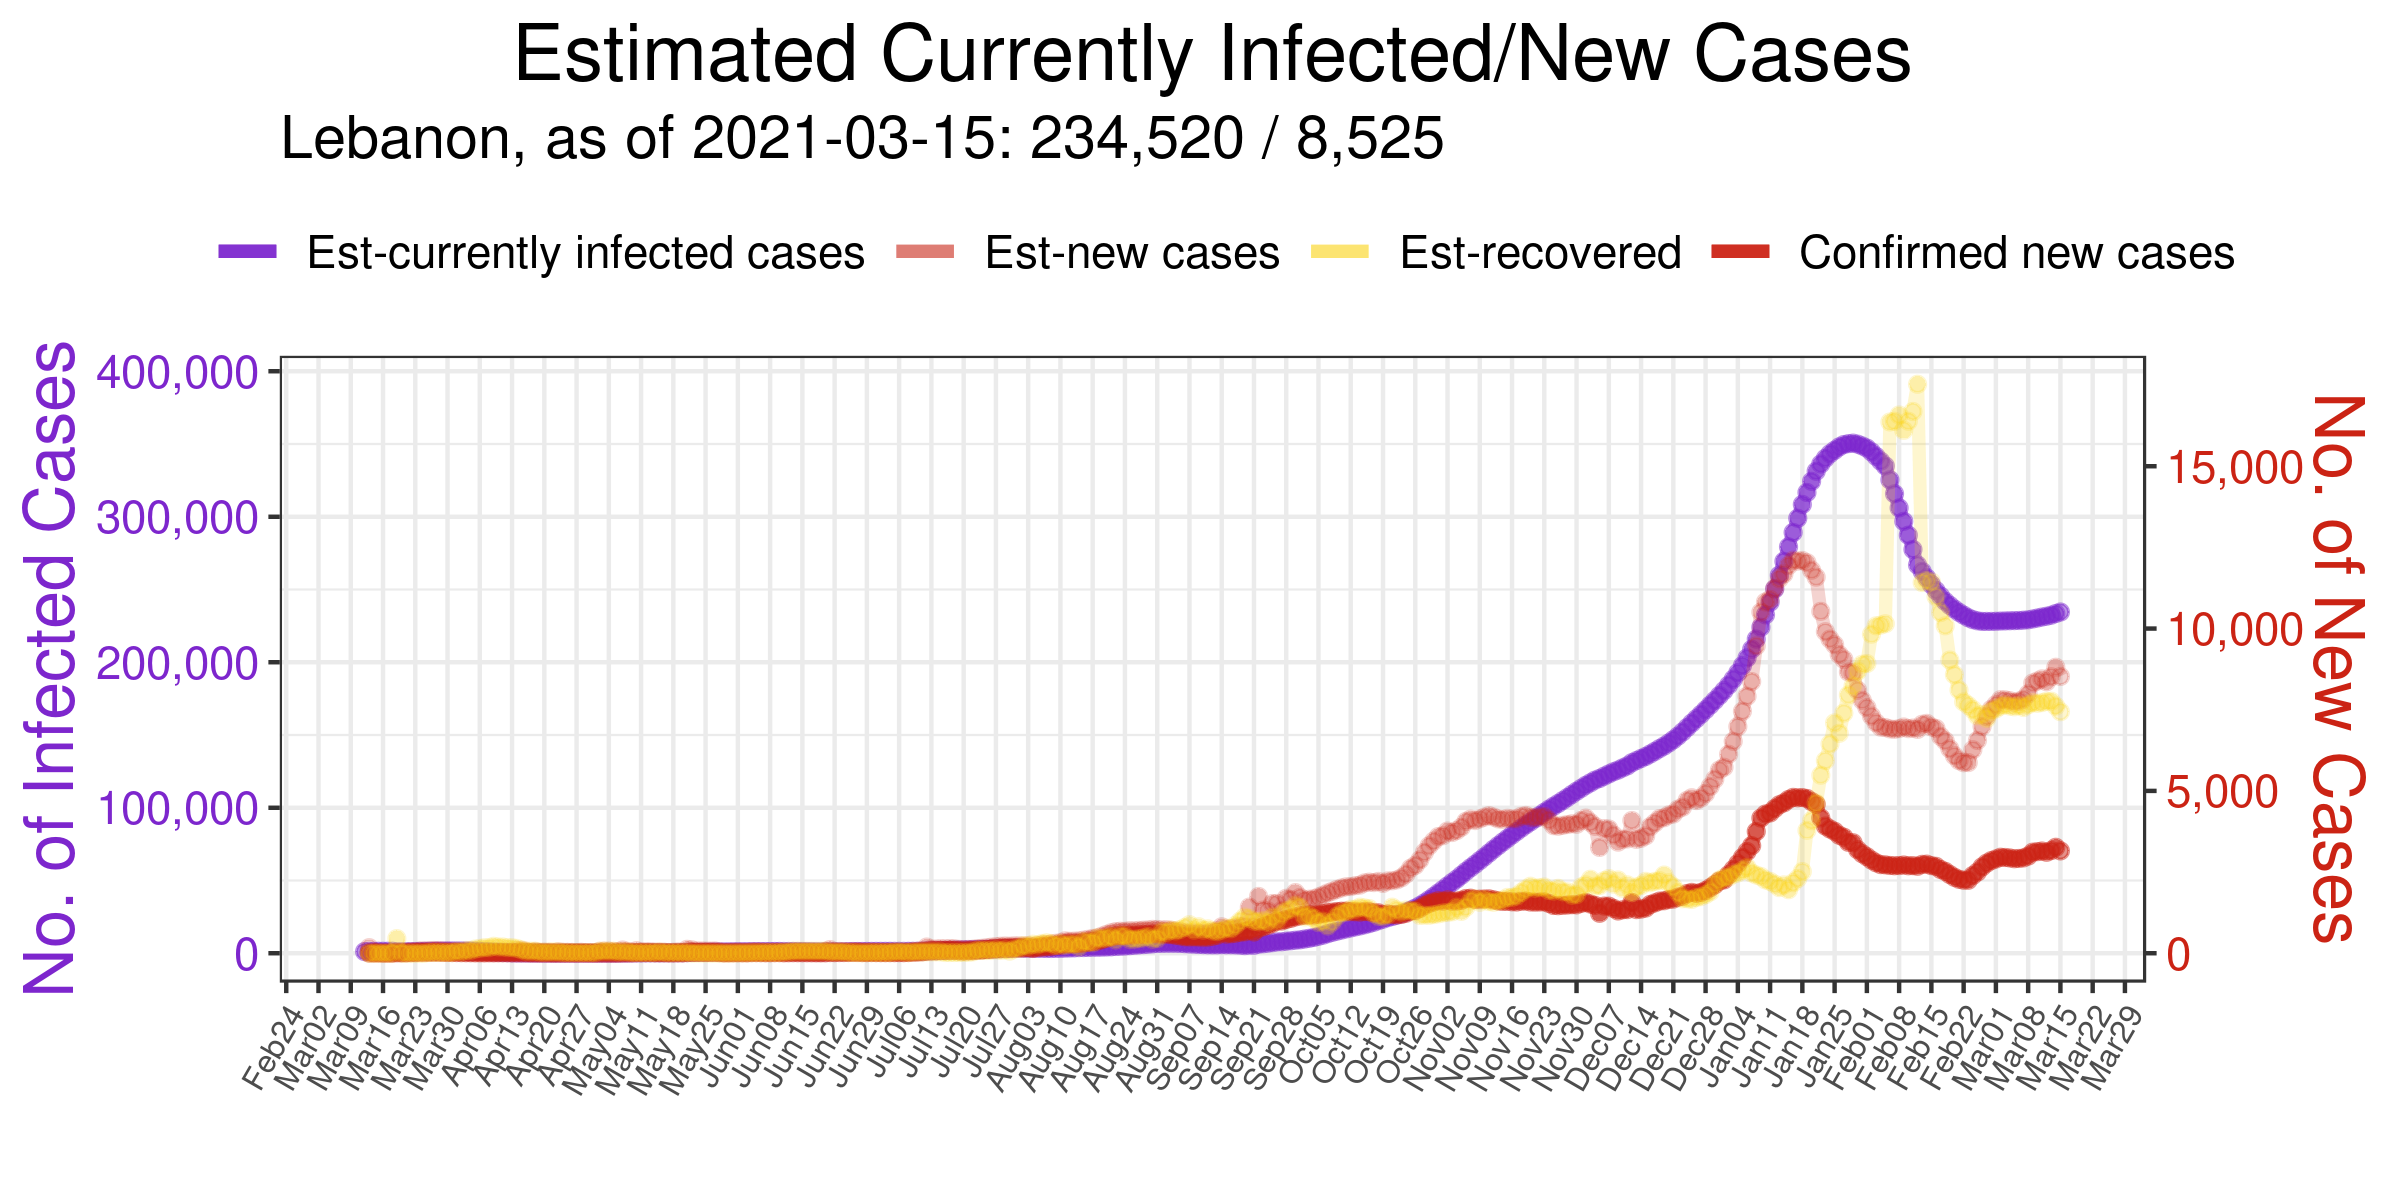 Estimated Currently Infected/New Cases
Lebanon, as of 2021-03-15: 234,520 / 8,525
Est-currently infected cases Est-new cases Est-recovered Confirmed new cases
No. of Infected Cases
400,000
300,000
200,000
100,000
0
15,000
10,000
5,000
0
No. of New Cases
Feb24 Mar02 Mar09 Mar16 Mar23 Mar30 Apr06 Apr13 Apr20 Apr27 May04 May11 May18 May25 Jun01 Jun08 Jun15 Jun22 Jun29 Jul06 Jul13 Jul20 Jul27 Aug03 Aug10 Aug17 Aug24 Aug31 Sep07 Sep14 Sep21 Sep28 Oct05 Oct12 Oct19 Oct26 Nov02 Nov09 Nov16 Nov23 Nov30 Dec07 Dec14 Dec21 Dec28 Jan04 Jan11 Jan18 Jan25 Feb01 Feb08 Feb15 Feb22 Mar01 Mar08 Mar15 Mar22 Mar29